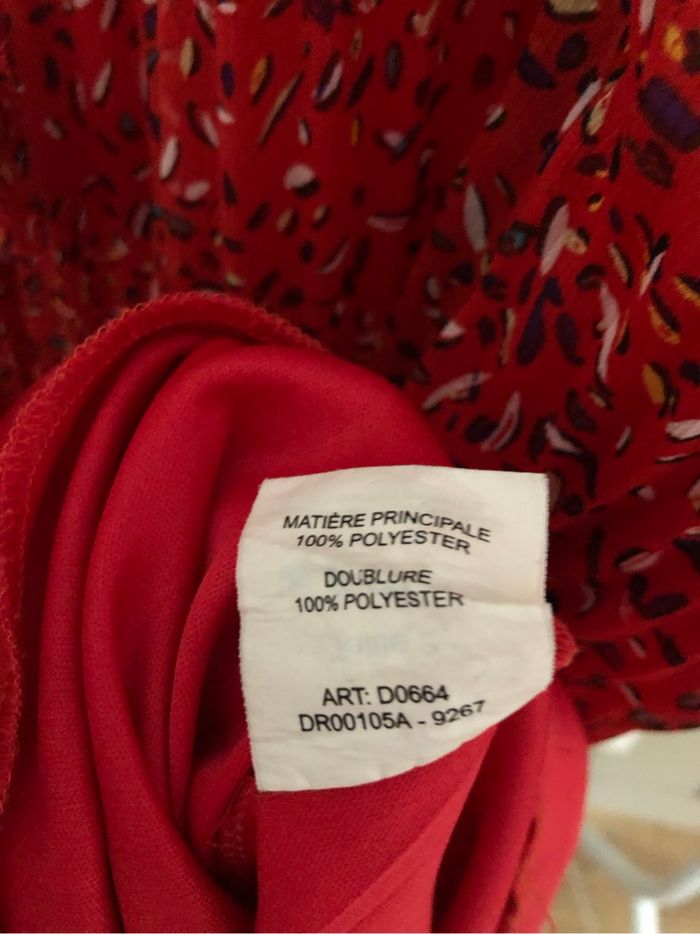 MATIÈRE PRINCIPALE
100% POLYESTER
DOUBLURE
100% POLYESTER
ART: D0664
DR00105A - 9267